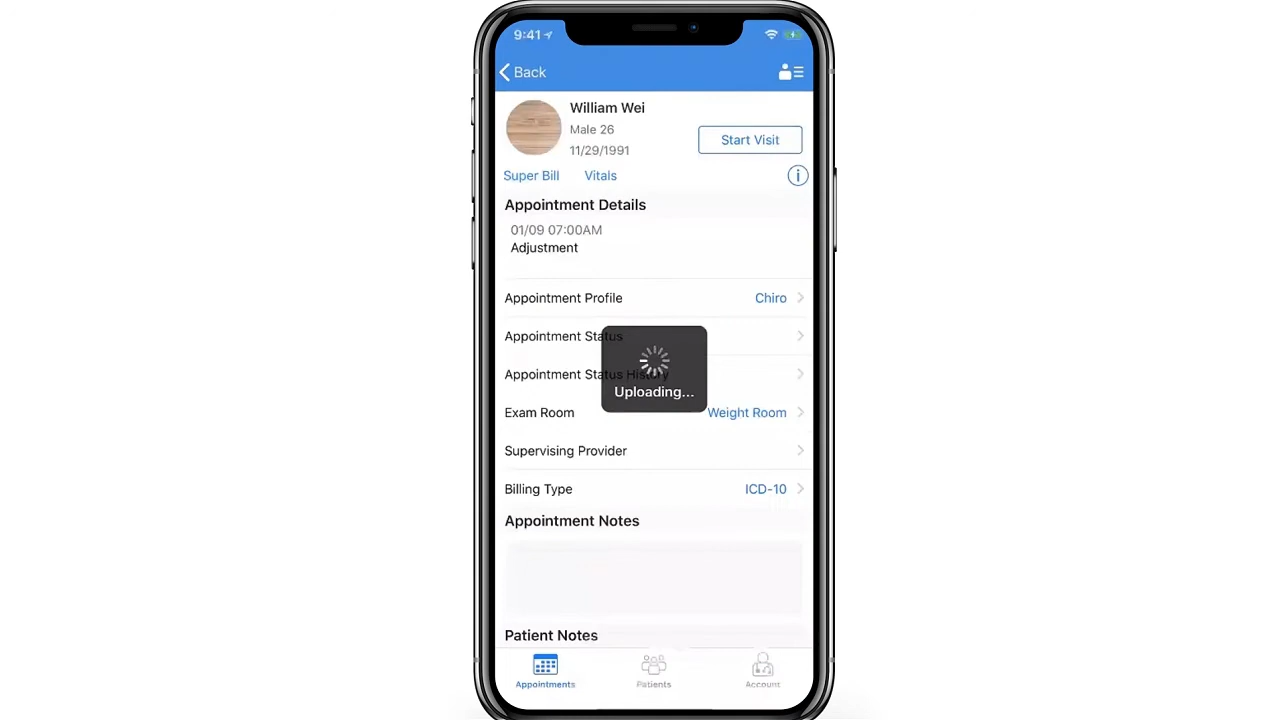 9:41
Back
William Wei
Male 26
11/29/1991
Start Visit
Super Bill Vitals
Appointment Details
01/09 07:00AM
Adjustment
Appointment Profile Chiro
Appointment Status
Appointment Status History
Uploading...
Exam Room Weight Room
Supervising Provider
Billing Type ICD-10
Appointment Notes
Patient Notes
Appointments Patients Account